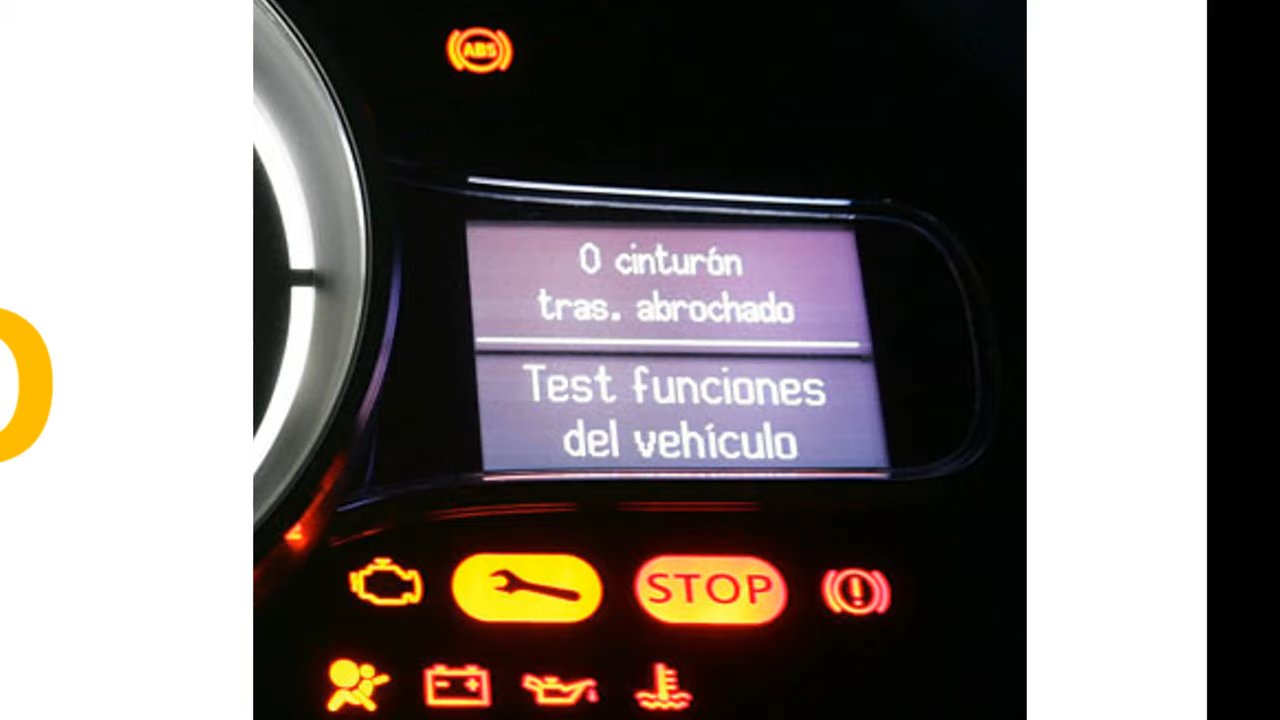 ABS
0 cinturón
tras. abrochado
Test funciones
del vehículo
STOP